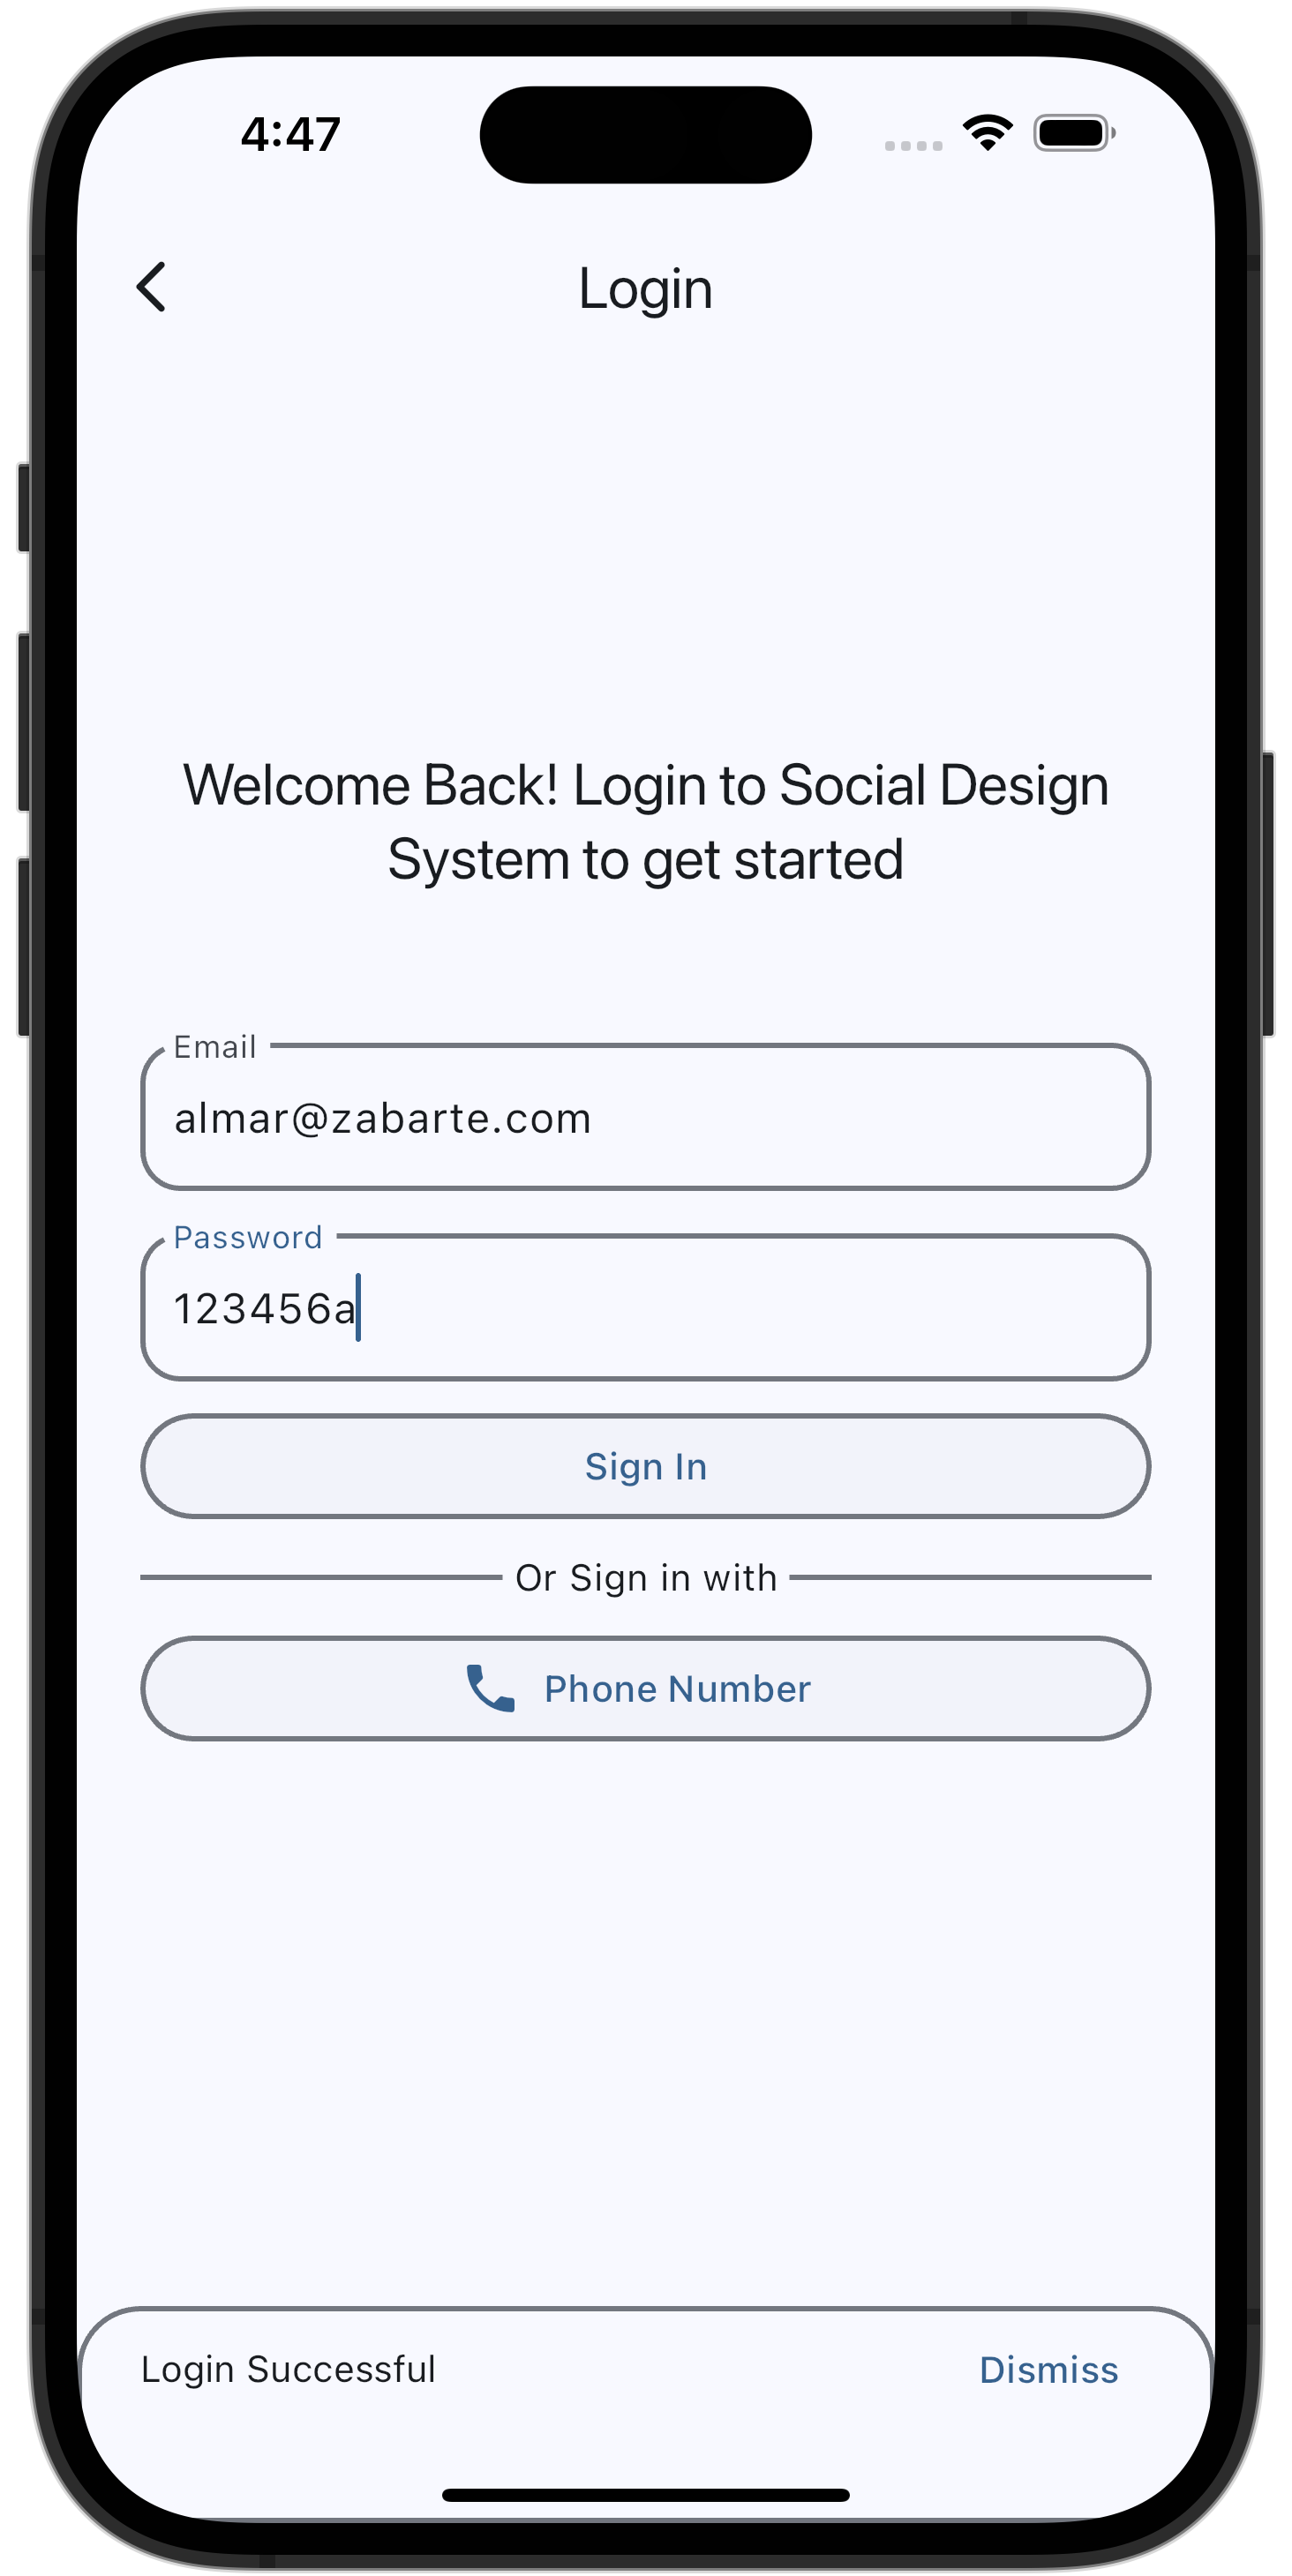 4:47
Login
Welcome Back! Login to Social Design
System to get started
Email
almar@zabarte.com
Password
123456a
Sign In
Or Sign in with
Phone Number
Login Successful
Dismiss